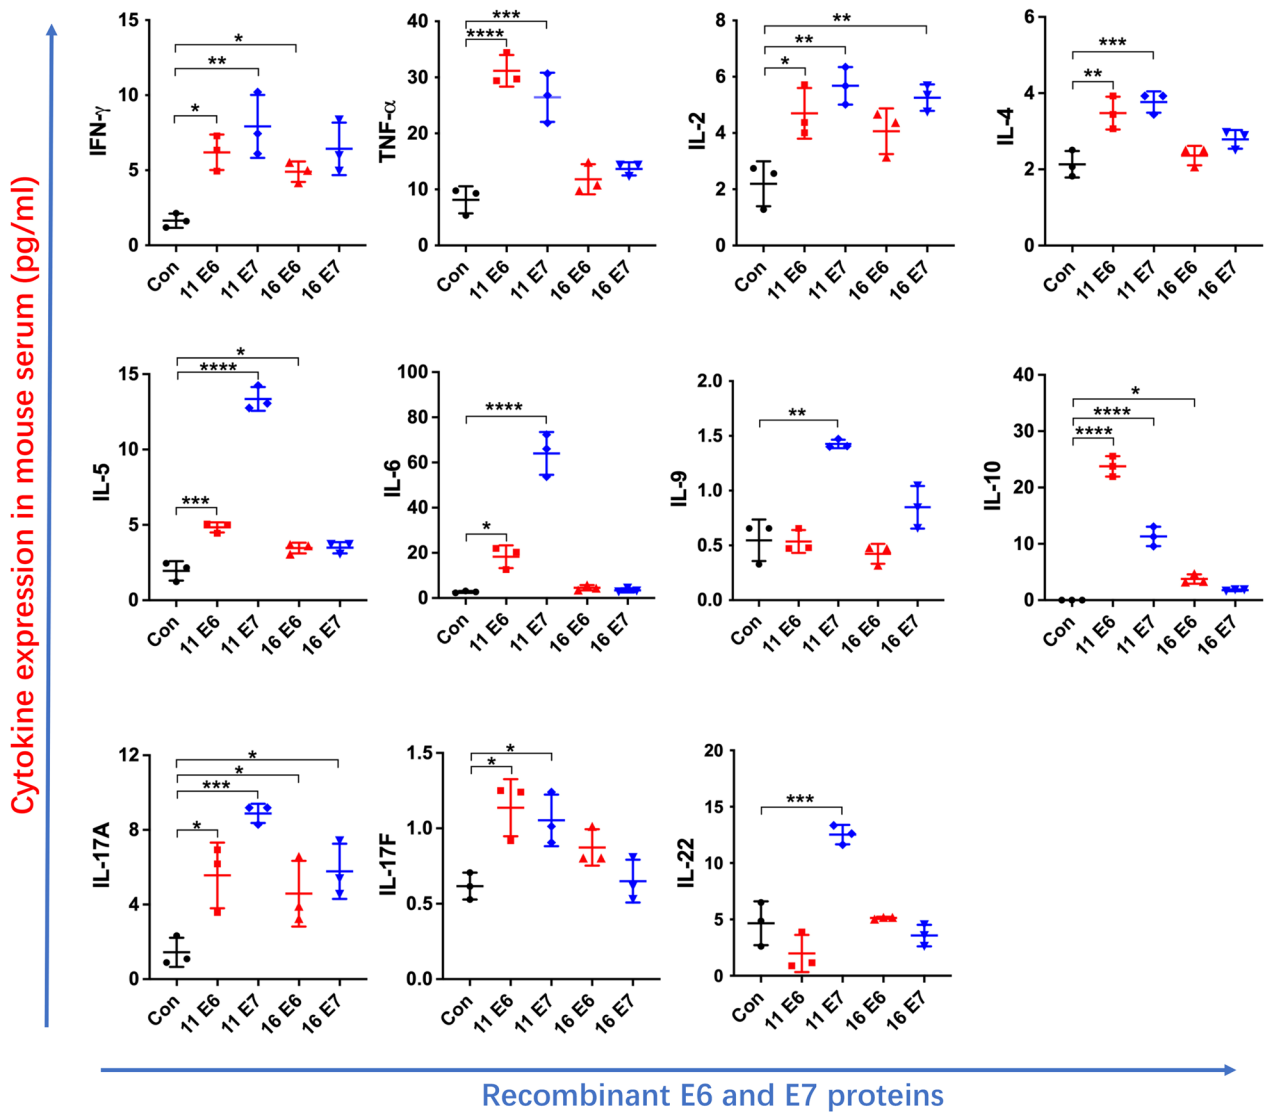 Cytokine expression in mouse serum (pg/ml)
IFN-γ
15
10
5
0
*
**
*
Con
11 E6
11 E7
16 E6
16 E7
TNF-α
40
30
20
10
0
***
****
Con
11 E6
11 E7
16 E6
16 E7
IL-2
8
6
4
2
0
**
**
*
Con
11 E6
11 E7
16 E6
16 E7
IL-4
6
4
2
0
***
**
Con
11 E6
11 E7
16 E6
16 E7
IL-5
15
10
5
0
*
****
***
Con
11 E6
11 E7
16 E6
16 E7
IL-6
100
80
60
40
20
0
****
*
Con
11 E6
11 E7
16 E6
16 E7
IL-9
2.0
1.5
1.0
0.5
0.0
**
Con
11 E6
11 E7
16 E6
16 E7
IL-10
40
30
20
10
0
*
****
****
Con
11 E6
11 E7
16 E6
16 E7
IL-17A
12
8
4
0
*
*
***
*
Con
11 E6
11 E7
16 E6
16 E7
IL-17F
1.5
1.0
0.5
0.0
*
*
Con
11 E6
11 E7
16 E6
16 E7
IL-22
20
15
10
5
0
***
Con
11 E6
11 E7
16 E6
16 E7
Recombinant E6 and E7 proteins